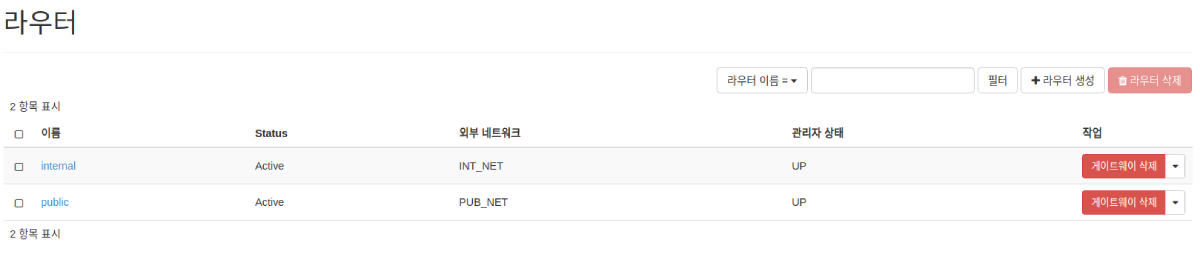 라우터
라우터 이름 = 필터 라우터 생성 라우터 삭제
2 항목 표시
이름 Status 외부 네트워크 관리자 상태 작업
internal Active INT_NET UP 게이트웨이 삭제
public Active PUB_NET UP 게이트웨이 삭제
2 항목 표시